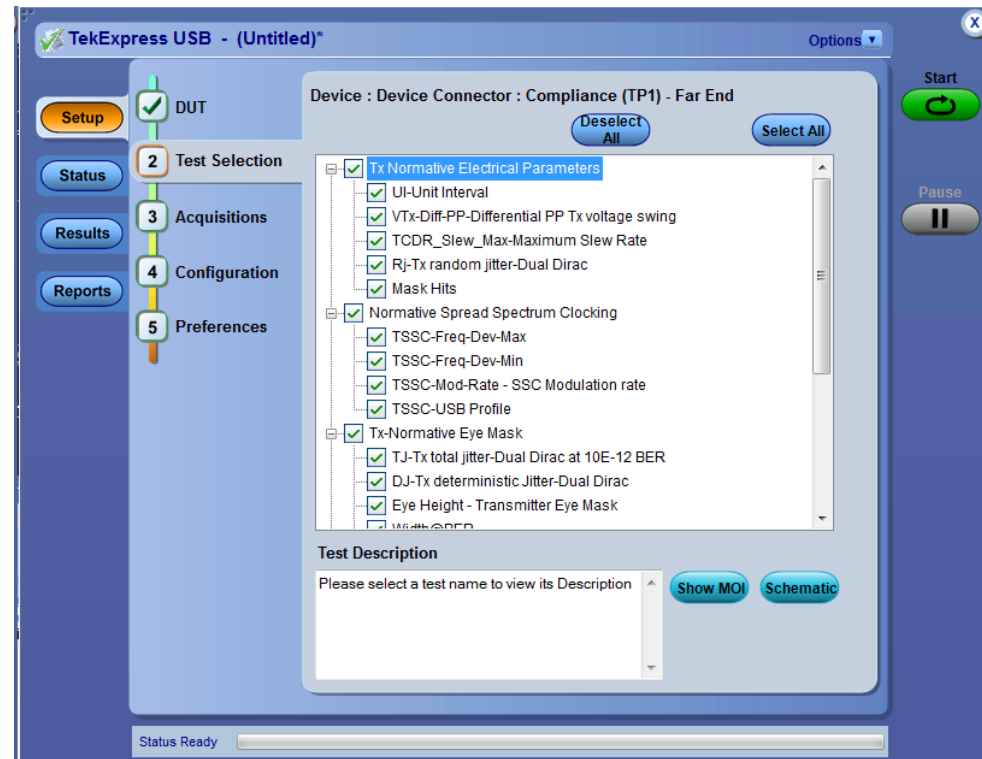 TekExpress USB - (Untitled)*
Options
x
Start
Pause
Setup
Status
Results
Reports
DUT
2 Test Selection
3 Acquisitions
4 Configuration
5 Preferences
Device : Device Connector : Compliance (TP1) - Far End
Deselect
All
Select All
Tx Normative Electrical Parameters
UI-Unit Interval
VTx-Diff-PP-Differential PP Tx voltage swing
TCDR_Slew_Max-Maximum Slew Rate
Rj-Tx random jitter-Dual Dirac
Mask Hits
Normative Spread Spectrum Clocking
TSSC-Freq-Dev-Max
TSSC-Freq-Dev-Min
TSSC-Mod-Rate - SSC Modulation rate
TSSC-USB Profile
Tx-Normative Eye Mask
TJ-Tx total jitter-Dual Dirac at 10E-12 BER
DJ-Tx deterministic Jitter-Dual Dirac
Eye Height - Transmitter Eye Mask
Width@BER
Test Description
Please select a test name to view its Description
Show MOI
Schematic
Status Ready